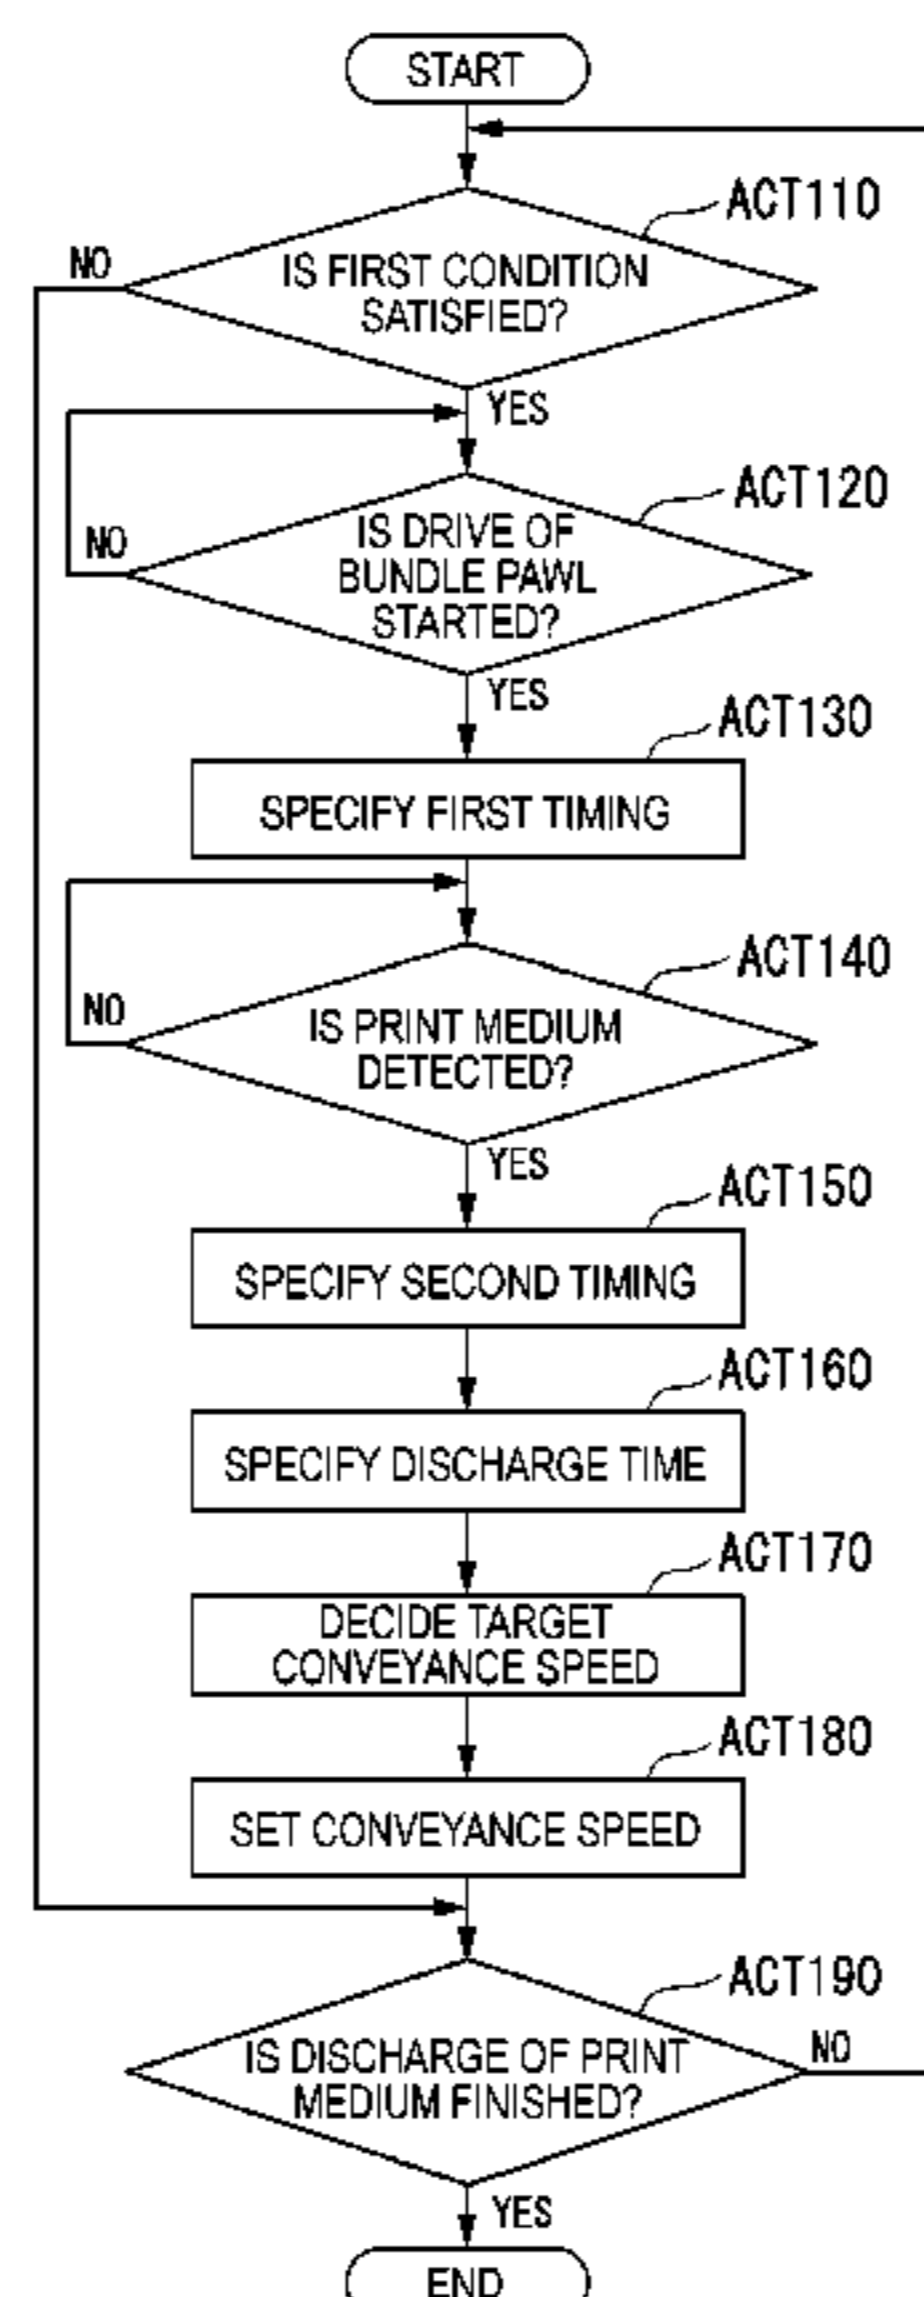 START
ACT110
NO
IS FIRST CONDITION
SATISFIED?
YES
ACT120
IS DRIVE OF
BUNDLE PAWL
STARTED?
NO
YES
ACT130
SPECIFY FIRST TIMING
ACT140
IS PRINT MEDIUM
DETECTED?
NO
YES
ACT150
SPECIFY SECOND TIMING
ACT160
SPECIFY DISCHARGE TIME
ACT170
DECIDE TARGET
CONVEYANCE SPEED
ACT180
SET CONVEYANCE SPEED
ACT190
IS DISCHARGE OF PRINT
MEDIUM FINISHED?
NO
YES
END